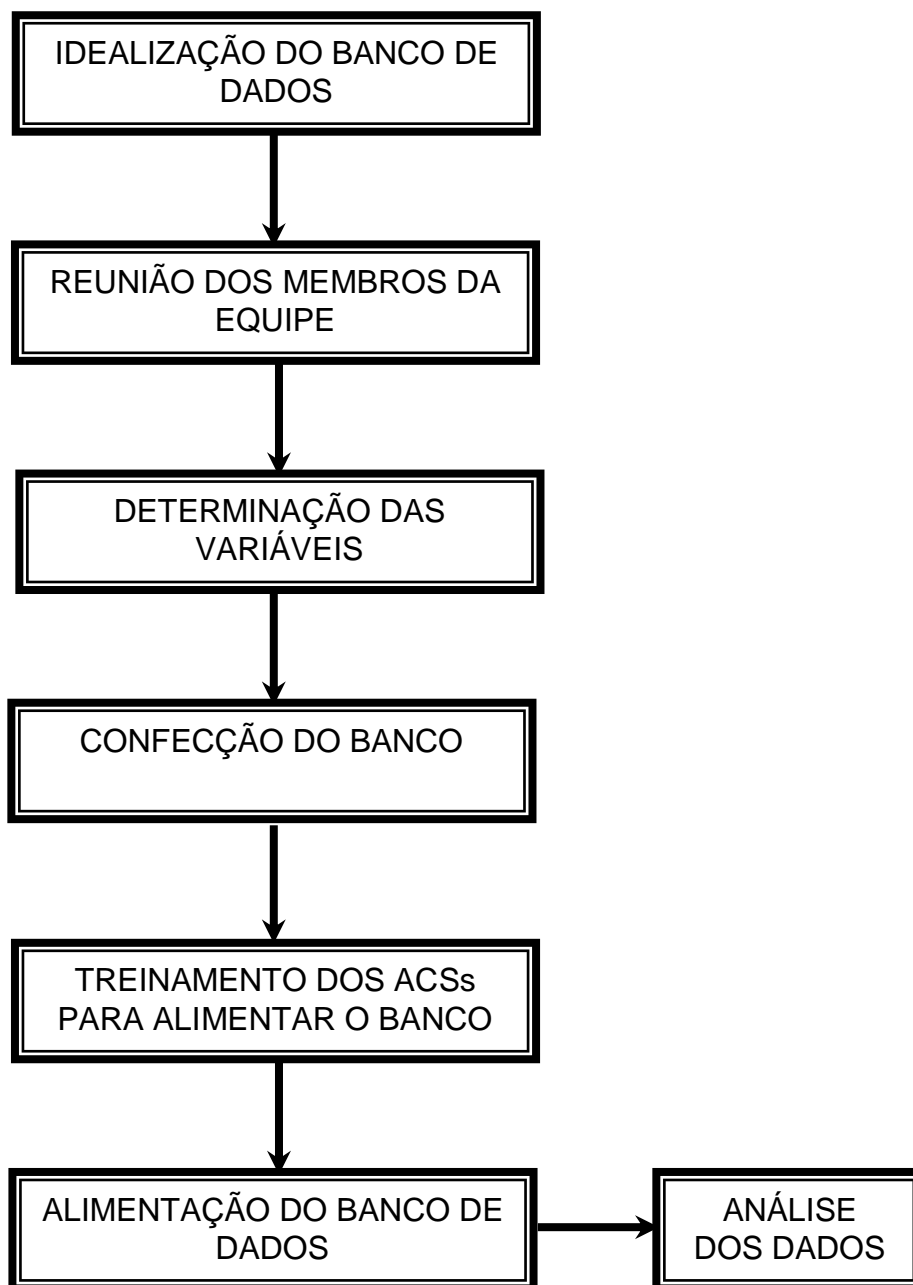 IDEALIZAÇÃO DO BANCO DE
DADOS
REUNIÃO DOS MEMBROS DA
EQUIPE
DETERMINAÇÃO DAS
VARIÁVEIS
CONFECÇÃO DO BANCO
TREINAMENTO DOS ACSs
PARA ALIMENTAR O BANCO
ALIMENTAÇÃO DO BANCO DE
DADOS
ANÁLISE
DOS DADOS